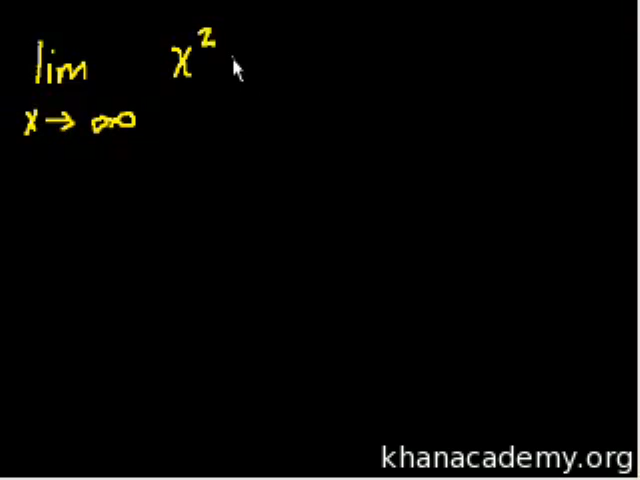 lim x²
x → ∞
khanacademy.org